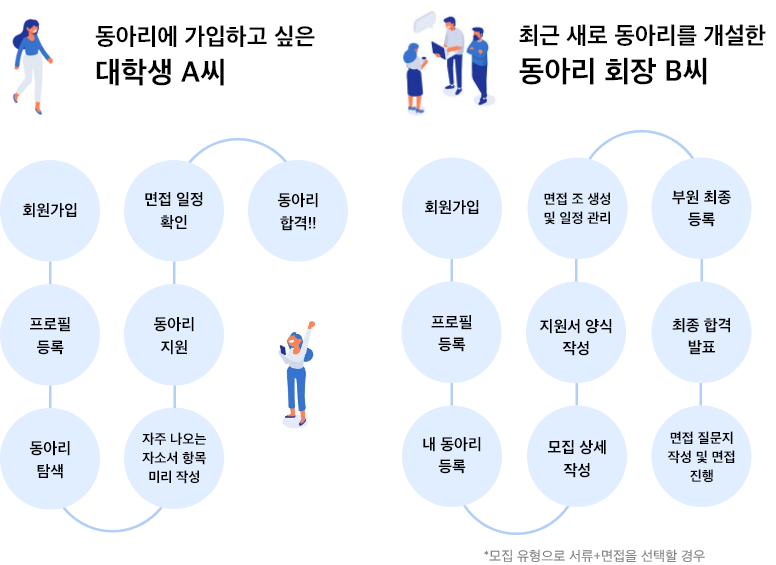 동아리에 가입하고 싶은
대학생 A씨
회원가입
프로필
등록
동아리
탐색
자주 나오는
자소서 항목
미리 작성
동아리
지원
면접 일정
확인
동아리
합격!!
최근 새로 동아리를 개설한
동아리 회장 B씨
회원가입
프로필
등록
내 동아리
등록
모집 상세
작성
지원서 양식
작성
면접 조 생성
및 일정 관리
면접 질문지
작성 및 면접
진행
최종 합격
발표
부원 최종
등록
*모집 유형으로 서류+면접을 선택할 경우